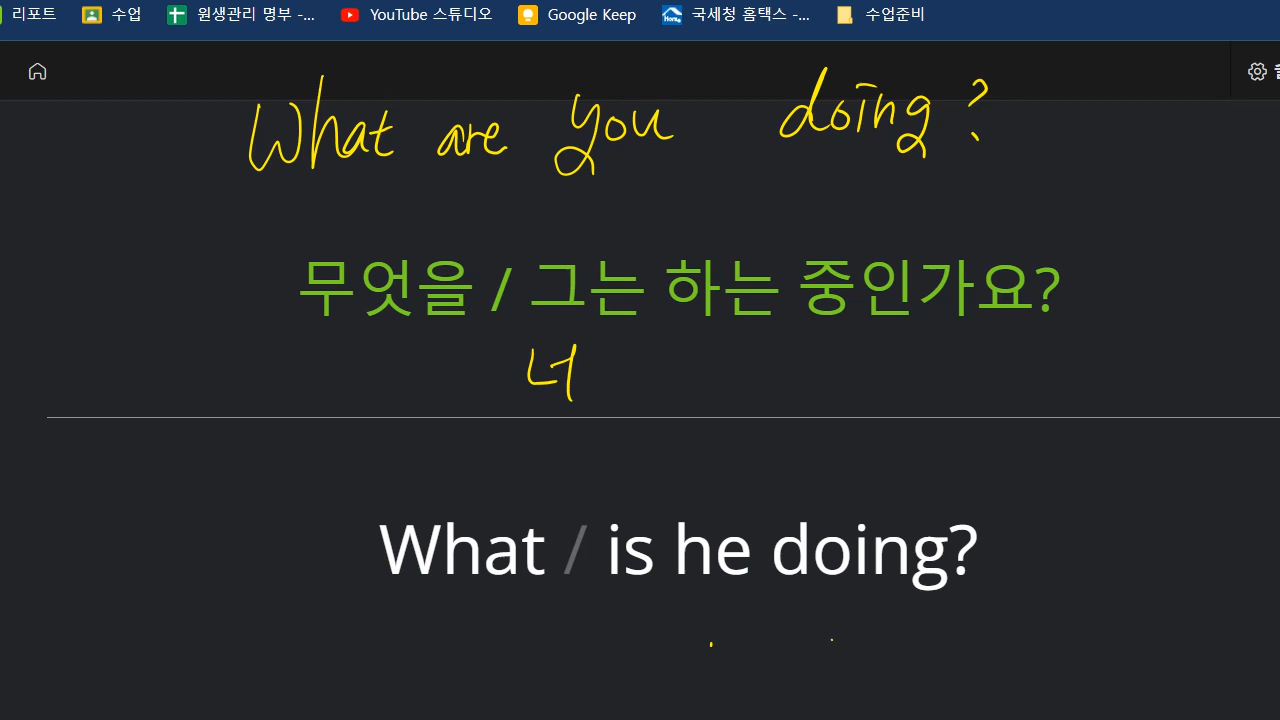 리포트 수업 원생관리 명부 -... YouTube 스튜디오 Google Keep 국세청 홈택스 -... 수업준비
What are you doing?
무엇을 / 그는 하는 중인가요?
너
What / is he doing?